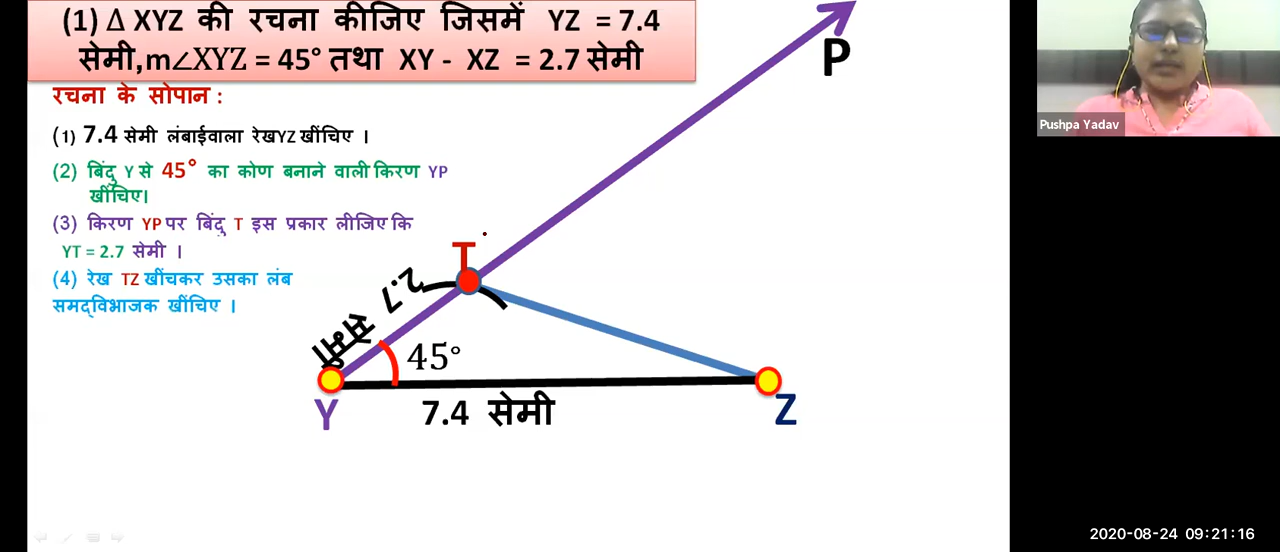 (1) Δ XYZ की रचना कीजिए जिसमें YZ = 7.4
सेमी,m∠XYZ = 45° तथा XY - XZ = 2.7 सेमी
रचना के सोपान :
(1) 7.4 सेमी लंबाईवाला रेखYZ खींचिए ।
(2) बिंदु Y से 45° का कोण बनाने वाली किरण YP
खींचिए।
(3) किरण YP पर बिंदु T इस प्रकार लीजिए कि
YT = 2.7 सेमी ।
(4) रेख TZ खींचकर उसका लंब
समद्विभाजक खींचिए ।
P
T
2.7 सेमी
45°
Y
7.4 सेमी
Z
Pushpa Yadav
2020-08-24 09:21:16